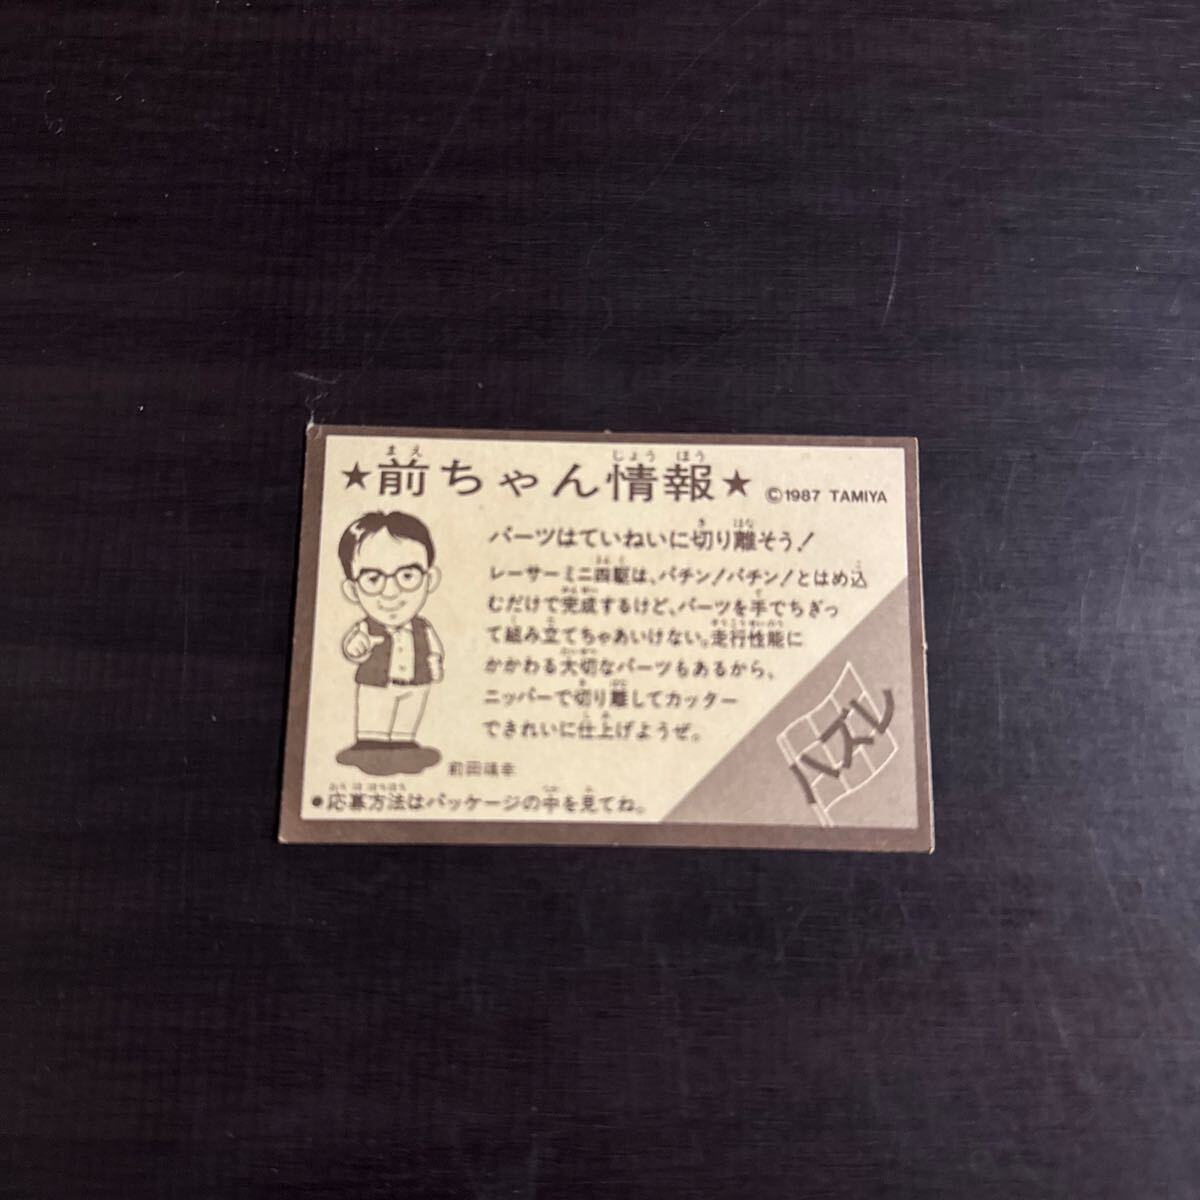 ★前ちゃん情報★ ©1987 TAMIYA
パーツはていねいに切り離そう!
レーサーミニ四駆は、パチン!パチン!とはめ込
むだけで完成するけど、パーツを手でちぎっ
て組み立てちゃあいけない。走行性能に
かかわる大切なパーツもあるから、
ニッパーで切り離してカッター
できれいに仕上げようぜ。
前田靖幸
●応募方法はパッケージの中を見てね。
ハズレ